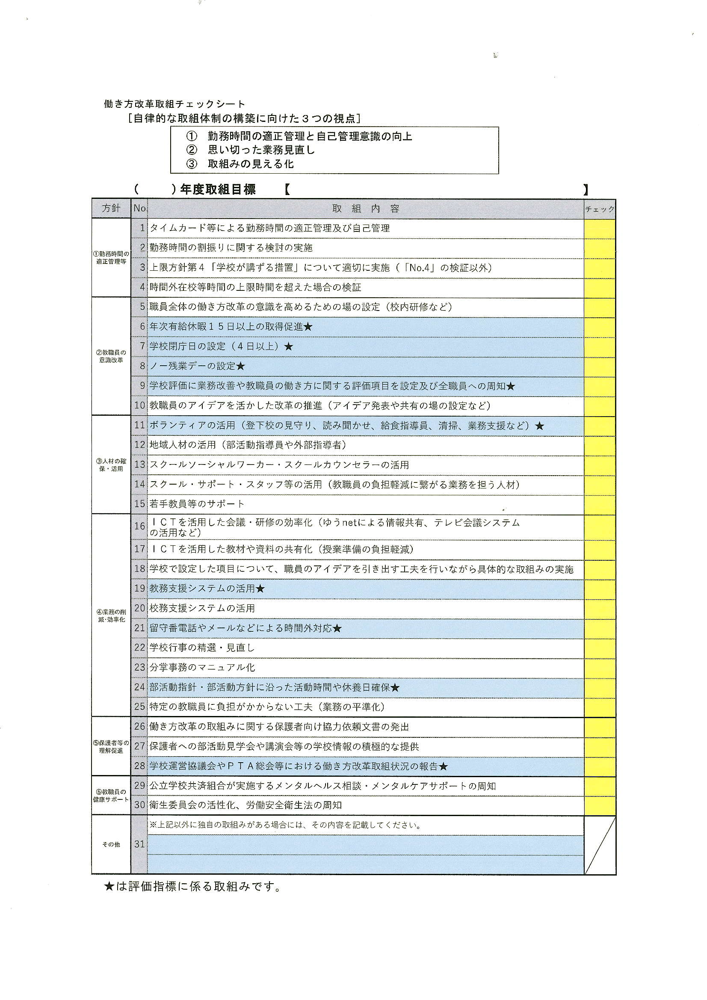 働き方改革取組チェックシート
［自律的な取組体制の構築に向けた３つの視点］
①　勤務時間の適正管理と自己管理意識の向上
②　思い切った業務見直し
③　取組みの見える化
（　　　）年度取組目標　　【　　　　　　　　　　】
方針　No　取　組　内　容　チェック
①勤務時間の
適正管理等
1 タイムカード等による勤務時間の適正管理及び自己管理
2 勤務時間の割振りに関する検討の実施
3 上限方針第４「学校が講ずる措置」について適切に実施（「No.4」の検証以外）
4 時間外在校等時間の上限時間を超えた場合の検証
②教職員の
意識改革
5 職員全体の働き方改革の意識を高めるための場の設定（校内研修など）
6 年次有給休暇１５日以上の取得促進★
7 学校閉庁日の設定（４日以上）★
8 ノー残業デーの設定★
9 学校評価に業務改善や教職員の働き方に関する評価項目を設定及び全職員への周知★
10 教職員のアイデアを活かした改革の推進（アイデア発表や共有の場の設定など）
③人材の確
保・活用
11 ボランティアの活用（登下校の見守り、読み聞かせ、給食指導員、清掃、業務支援など）★
12 地域人材の活用（部活動指導員や外部指導者）
13 スクールソーシャルワーカー・スクールカウンセラーの活用
14 スクール・サポート・スタッフ等の活用（教職員の負担軽減に繋がる業務を担う人材）
15 若手教員等のサポート
④業務の削
減･効率化
16 ＩＣＴを活用した会議・研修の効率化（ゆうnetによる情報共有、テレビ会議システム
の活用など）
17 ＩＣＴを活用した教材や資料の共有化（授業準備の負担軽減）
18 学校で設定した項目について、職員のアイデアを引き出す工夫を行いながら具体的な取組みの実施
19 教務支援システムの活用★
20 校務支援システムの活用
21 留守番電話やメールなどによる時間外対応★
22 学校行事の精選・見直し
23 分掌事務のマニュアル化
24 部活動指針・部活動方針に沿った活動時間や休養日確保★
25 特定の教職員に負担がかからない工夫（業務の平準化）
⑤保護者等の
理解促進
26 働き方改革の取組みに関する保護者向け協力依頼文書の発出
27 保護者への部活動見学会や講演会等の学校情報の積極的な提供
28 学校運営協議会やＰＴＡ総会等における働き方改革取組状況の報告★
⑥教職員の
健康サポート
29 公立学校共済組合が実施するメンタルヘルス相談・メンタルケアサポートの周知
30 衛生委員会の活性化、労働安全衛生法の周知
その他
31 ※上記以外に独自の取組みがある場合には、その内容を記載してください。
★は評価指標に係る取組みです。